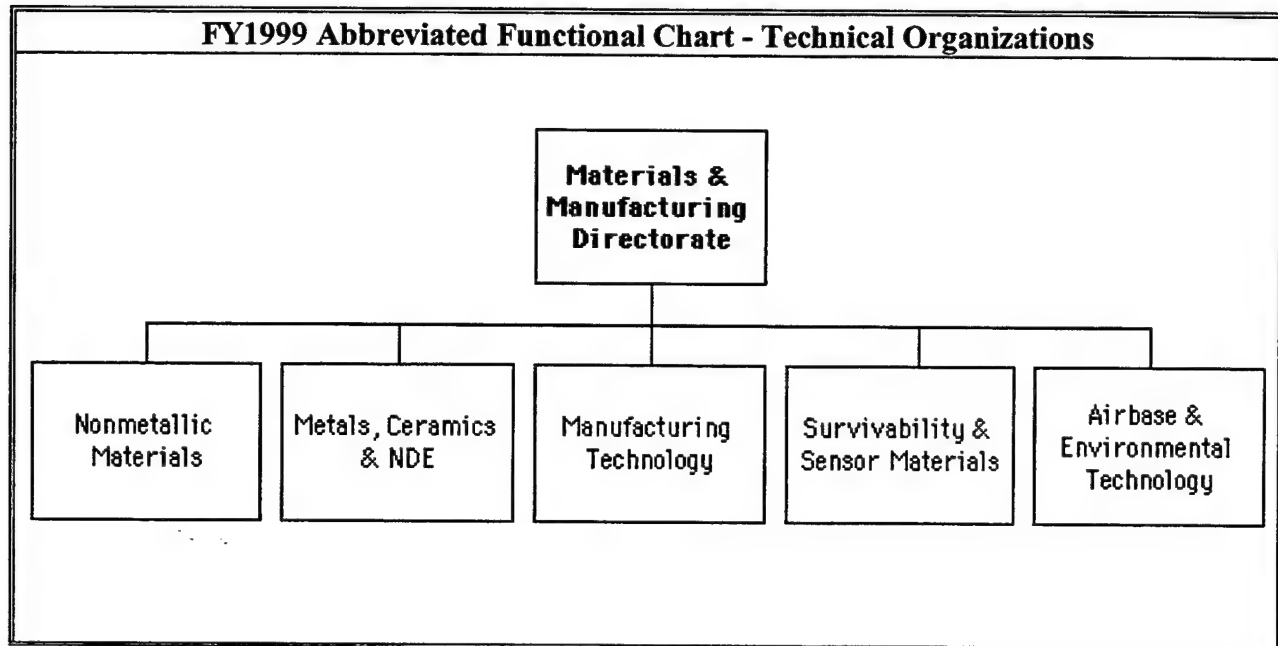 FY1999 Abbreviated Functional Chart - Technical Organizations
Materials &
Manufacturing
Directorate
Nonmetallic
Materials
Metals, Ceramics
& NDE
Manufacturing
Technology
Survivability &
Sensor Materials
Airbase &
Environmental
Technology